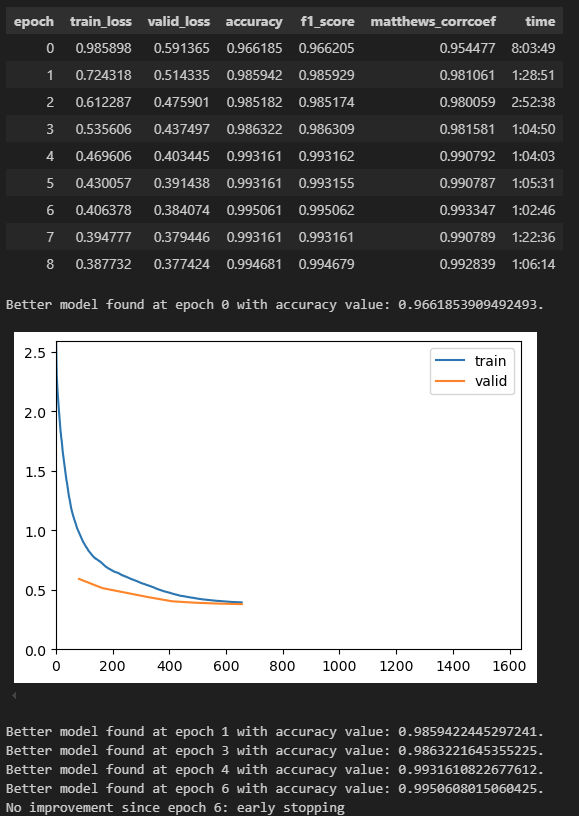 epoch train_loss valid_loss accuracy f1_score matthews_corrcoef time
0 0.985898 0.591365 0.966185 0.966205 0.954477 8:03:49
1 0.724318 0.514335 0.985942 0.985929 0.981061 1:28:51
2 0.612287 0.475901 0.985182 0.985174 0.980059 2:52:38
3 0.535606 0.437497 0.986322 0.986309 0.981581 1:04:50
4 0.469606 0.403445 0.993161 0.993162 0.990792 1:04:03
5 0.430057 0.391438 0.993161 0.993155 0.990787 1:05:31
6 0.406378 0.384074 0.995061 0.995062 0.993347 1:02:46
7 0.394777 0.379446 0.993161 0.993161 0.990789 1:22:36
8 0.387732 0.377424 0.994681 0.994679 0.992839 1:06:14
Better model found at epoch 0 with accuracy value: 0.9661853909492493.
2.5
2.0
1.5
1.0
0.5
0.0
train
valid
0 200 400 600 800 1000 1200 1400 1600
Better model found at epoch 1 with accuracy value: 0.9859422445297241.
Better model found at epoch 3 with accuracy value: 0.9863221645355225.
Better model found at epoch 4 with accuracy value: 0.9931610822677612.
Better model found at epoch 6 with accuracy value: 0.9950608015060425.
No improvement since epoch 6: early stopping